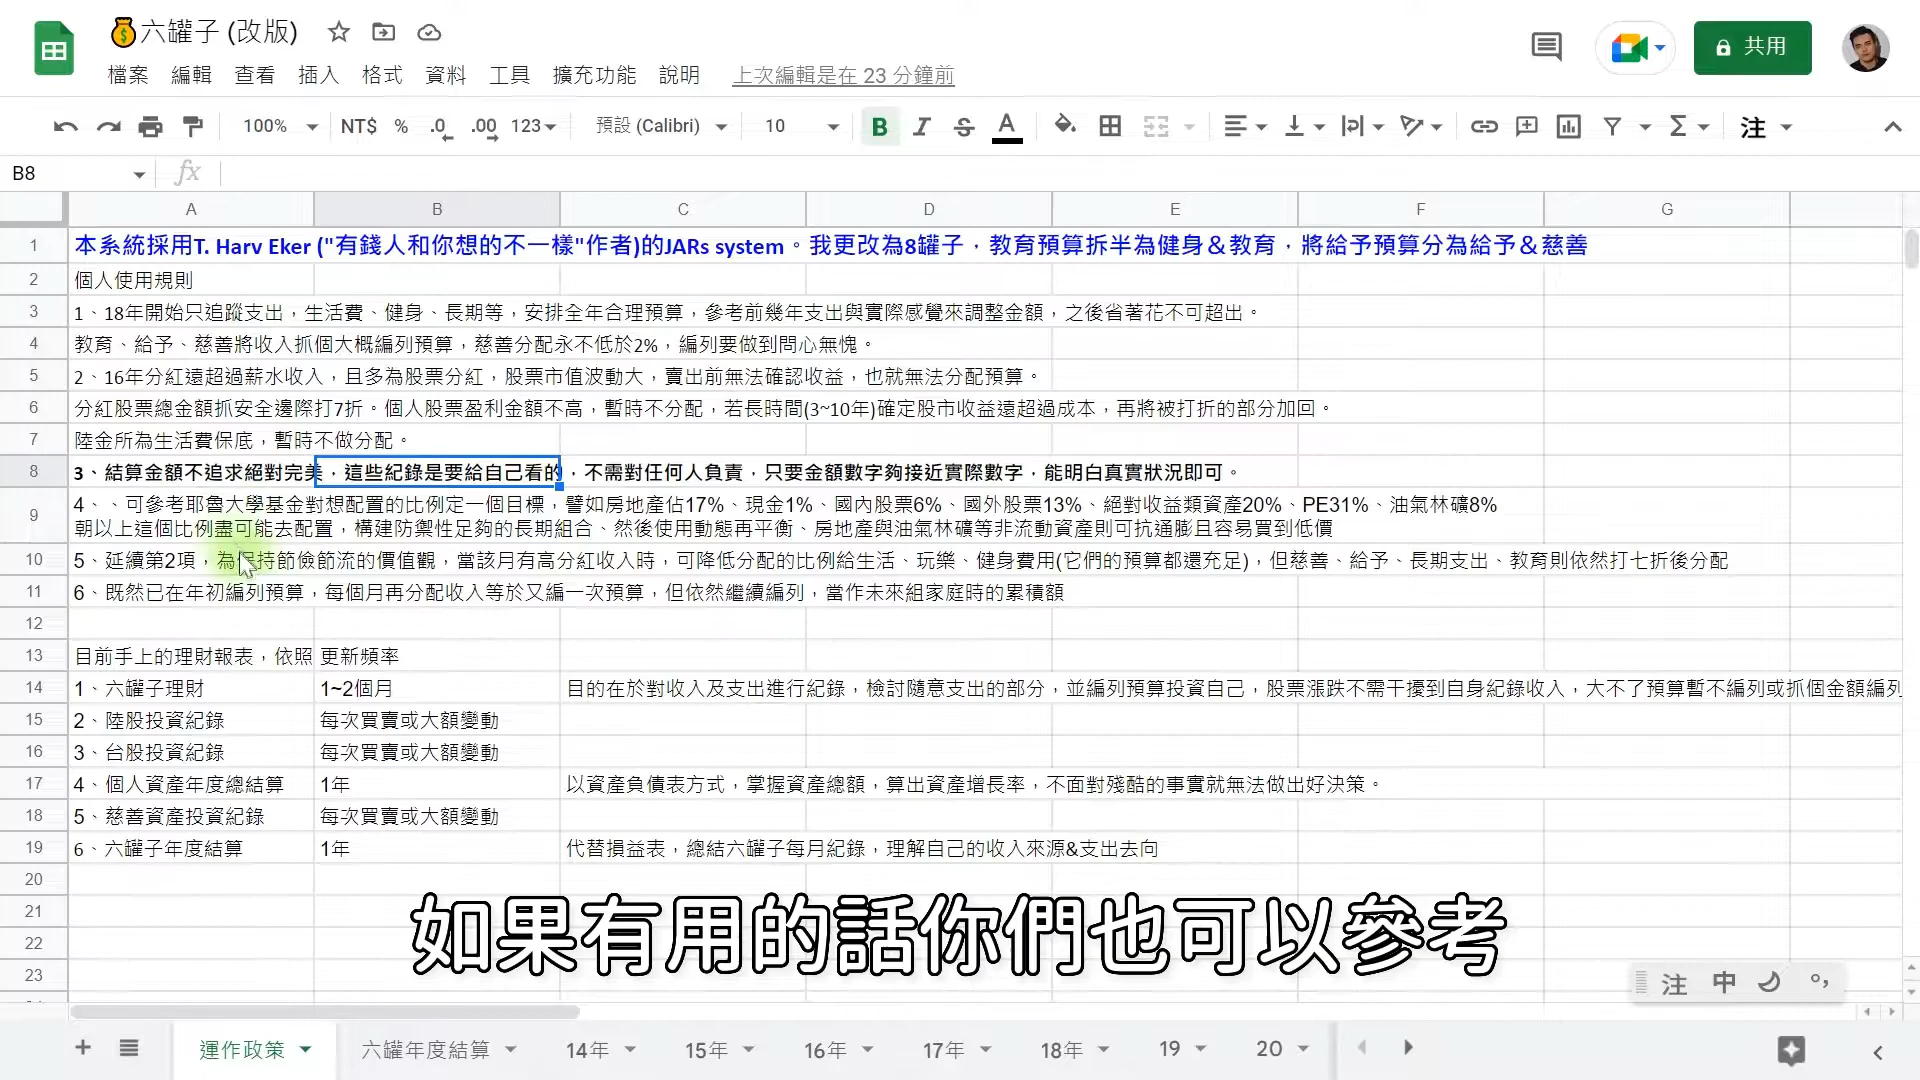 六罐子 (改版)
檔案 編輯 查看 插入 格式 資料 工具 擴充功能 說明 上次編輯是在 23 分鐘前
共用
100% NT$ % .0 .00 123 預設 (Calibri) 10 B I S A 注
B8 fx
A B C D E F G
1 本系統採用T. Harv Eker ("有錢人和你想的不一樣"作者)的JARs system。我更改為8罐子，教育預算拆半為健身＆教育，將給予預算分為給予＆慈善
2 個人使用規則
3 1、18年開始只追蹤支出，生活費、健身、長期等，安排全年合理預算，參考前幾年支出與實際感覺來調整金額，之後省著花不可超出。
4 教育、給予、慈善將收入抓個大概編列預算，慈善分配永不低於2%，編列要做到問心無愧。
5 2、16年分紅遠超過薪水收入，且多為股票分紅，股票市值波動大，賣出前無法確認收益，也就無法分配預算。
6 分紅股票總金額抓安全邊際打7折。個人股票盈利金額不高，暫時不分配，若長時間(3~10年)確定股市收益遠超過成本，再將被打折的部分加回。
7 陸金所為生活費保底，暫時不做分配。
8 3、結算金額不追求絕對完美，這些紀錄是要給自己看的，不需對任何人負責，只要金額數字夠接近實際數字，能明白真實狀況即可。
9 4、、可參考耶魯大學基金對想配置的比例定一個目標，譬如房地產佔17%、現金1%、國內股票6%、國外股票13%、絕對收益類資產20%、PE31%、油氣林礦8%
朝以上這個比例盡可能去配置，構建防禦性足夠的長期組合、然後使用動態再平衡、房地產與油氣林礦等非流動資產則可抗通膨且容易買到低價
10 5、延續第2項，為保持節儉節流的價值觀，當該月有高分紅收入時，可降低分配的比例給生活、玩樂、健身費用(它們的預算都還充足)，但慈善、給予、長期支出、教育則依然打七折後分配
11 6、既然已在年初編列預算，每個月再分配收入等於又編一次預算，但依然繼續編列，當作未來組家庭時的累積額
12
13 目前手上的理財報表，依照 更新頻率
14 1、六罐子理財 1~2個月 目的在於對收入及支出進行紀錄，檢討隨意支出的部分，並編列預算投資自己，股票漲跌不需干擾到自身紀錄收入，大不了預算暫不編列或抓個金額編列
15 2、陸股投資紀錄 每次買賣或大額變動
16 3、台股投資紀錄 每次買賣或大額變動
17 4、個人資產年度總結算 1年 以資產負債表方式，掌握資產總額，算出資產增長率，不面對殘酷的事實就無法做出好決策。
18 5、慈善資產投資紀錄 每次買賣或大額變動
19 6、六罐子年度結算 1年 代替損益表，總結六罐子每月紀錄，理解自己的收入來源&支出去向
20
21
22
23
如果有用的話你們也可以參考
注 中
運作政策 六罐年度結算 14年 15年 16年 17年 18年 19 20